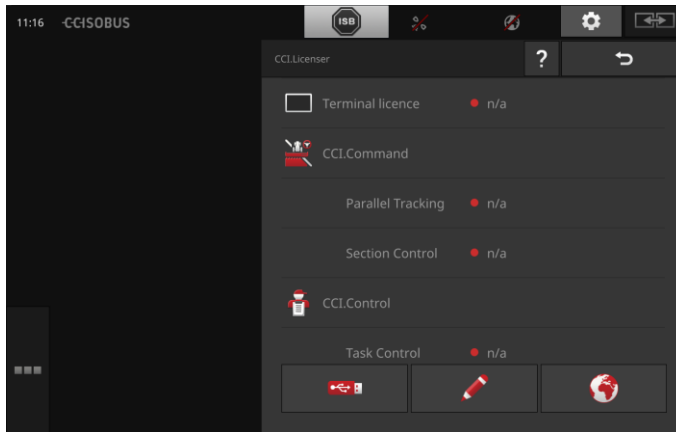 11:16 CCISOBUS
ISB
CCI.Licenser ?
Terminal licence n/a
CCI.Command
Parallel Tracking n/a
Section Control n/a
CCI.Control
Task Control n/a